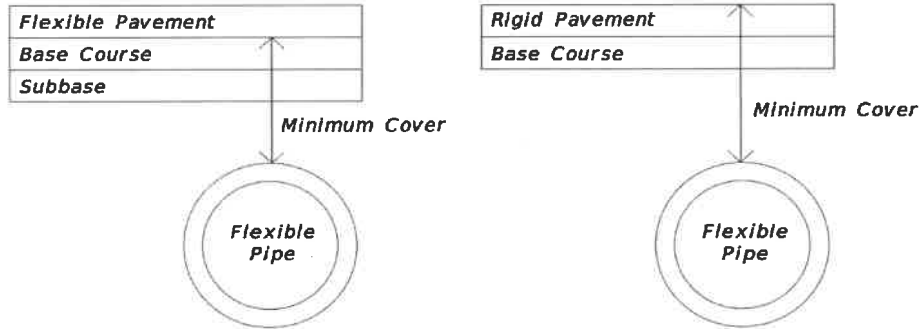 Flexible Pavement
Base Course
Subbase
Minimum Cover
Flexible
Pipe
Rigid Pavement
Base Course
Minimum Cover
Flexible
Pipe